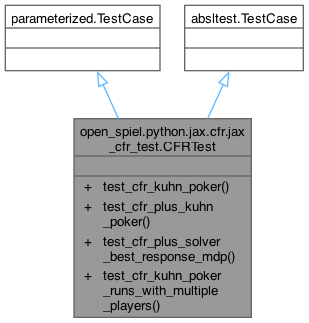 parameterized.TestCase
absltest.TestCase
open_spiel.python.jax.cfr.jax
_cfr_test.CFRTest
+ test_cfr_kuhn_poker()
+ test_cfr_plus_kuhn
_poker()
+ test_cfr_plus_solver
_best_response_mdp()
+ test_cfr_kuhn_poker
_runs_with_multiple
_players()